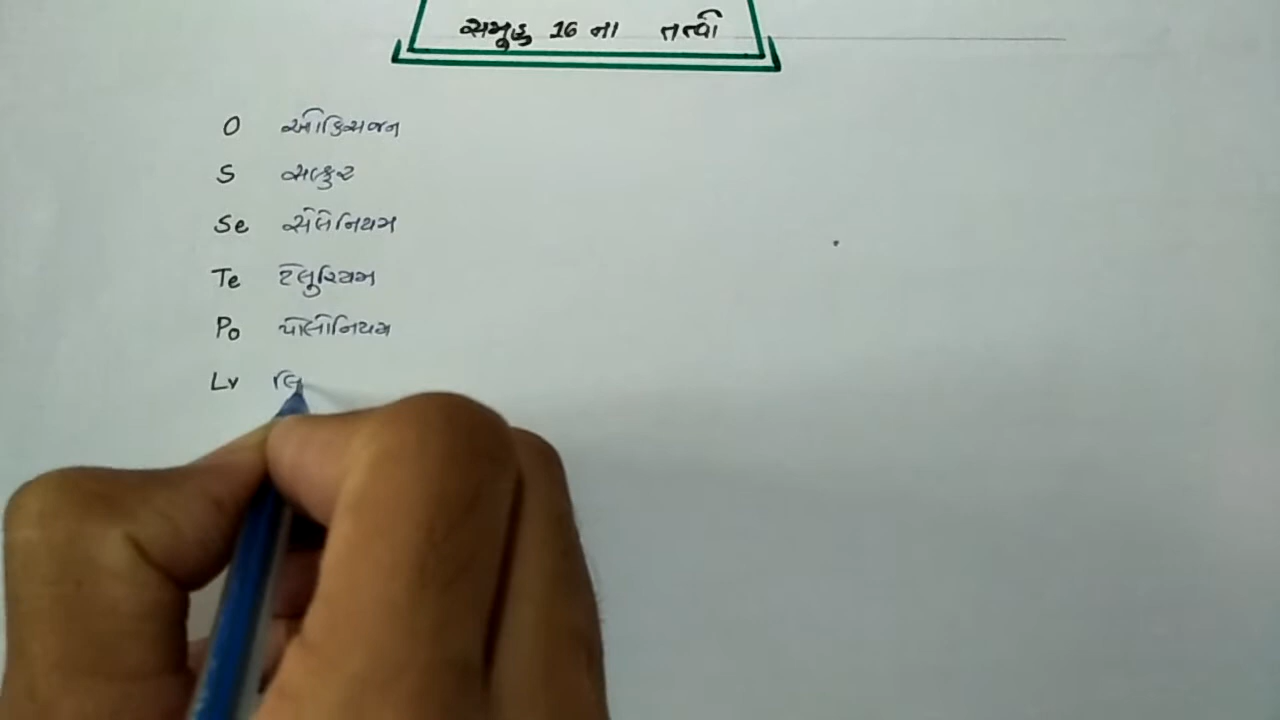 સમૂહ 16 ના તત્વો
O ઓક્સિજન
S સલ્ફર
Se સેલેનિયમ
Te ટેલુરિયમ
Po પોલોનિયમ
Lv લિ